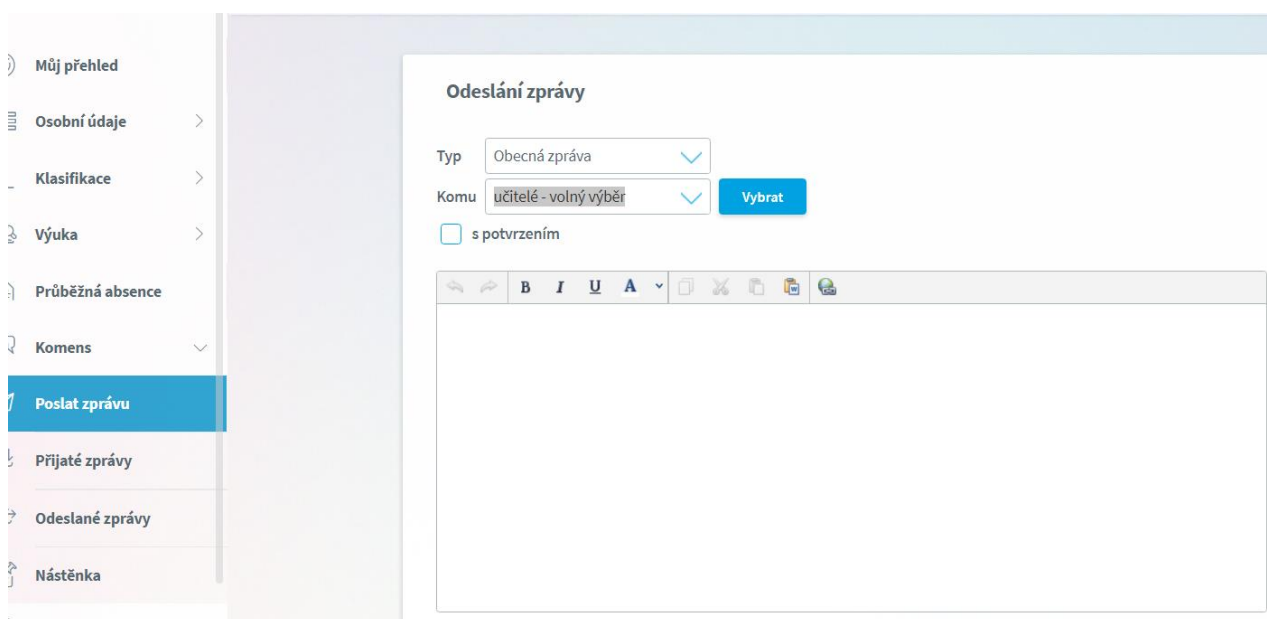 Můj přehled
Osobní údaje
Klasifikace
Výuka
Průběžná absence
Komens
Poslat zprávu
Přijaté zprávy
Odeslané zprávy
Nástěnka
Odeslání zprávy
Typ Obecná zpráva
Komu učitelé - volný výběr Vybrat
s potvrzením
B I U A